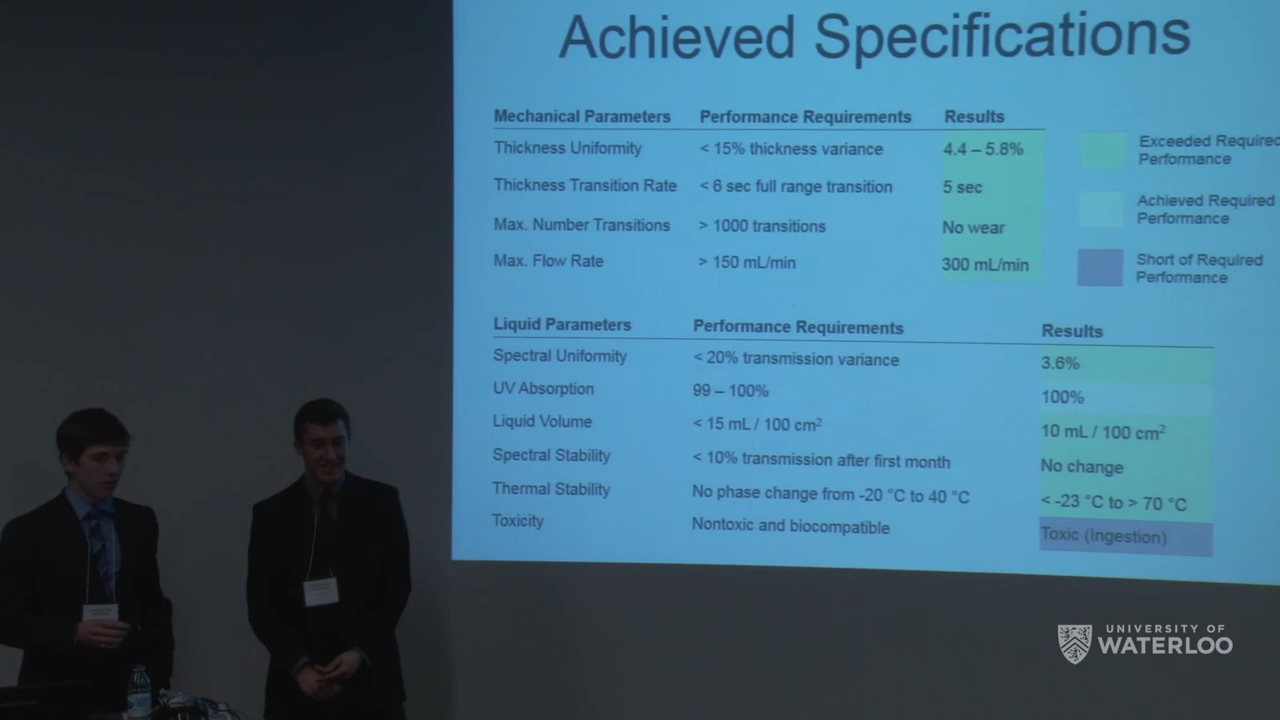 Achieved Specifications
Mechanical Parameters Performance Requirements Results
Thickness Uniformity < 15% thickness variance 4.4 – 5.8%
Thickness Transition Rate < 6 sec full range transition 5 sec
Max. Number Transitions > 1000 transitions No wear
Max. Flow Rate > 150 mL/min 300 mL/min
Exceeded Required
Performance
Achieved Required
Performance
Short of Required
Performance
Liquid Parameters Performance Requirements Results
Spectral Uniformity < 20% transmission variance 3.6%
UV Absorption 99 – 100% 100%
Liquid Volume < 15 mL / 100 cm² 10 mL / 100 cm²
Spectral Stability < 10% transmission after first month No change
Thermal Stability No phase change from -20 °C to 40 °C < -23 °C to > 70 °C
Toxicity Nontoxic and biocompatible Toxic (Ingestion)
UNIVERSITY OF
WATERLOO